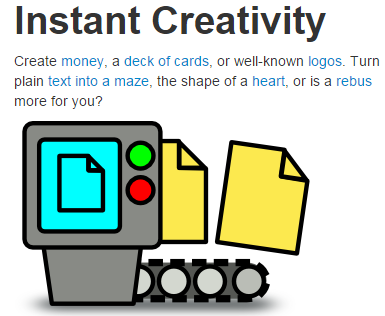 Instant Creativity
Create money, a deck of cards, or well-known logos. Turn
plain text into a maze, the shape of a heart, or is a rebus
more for you?